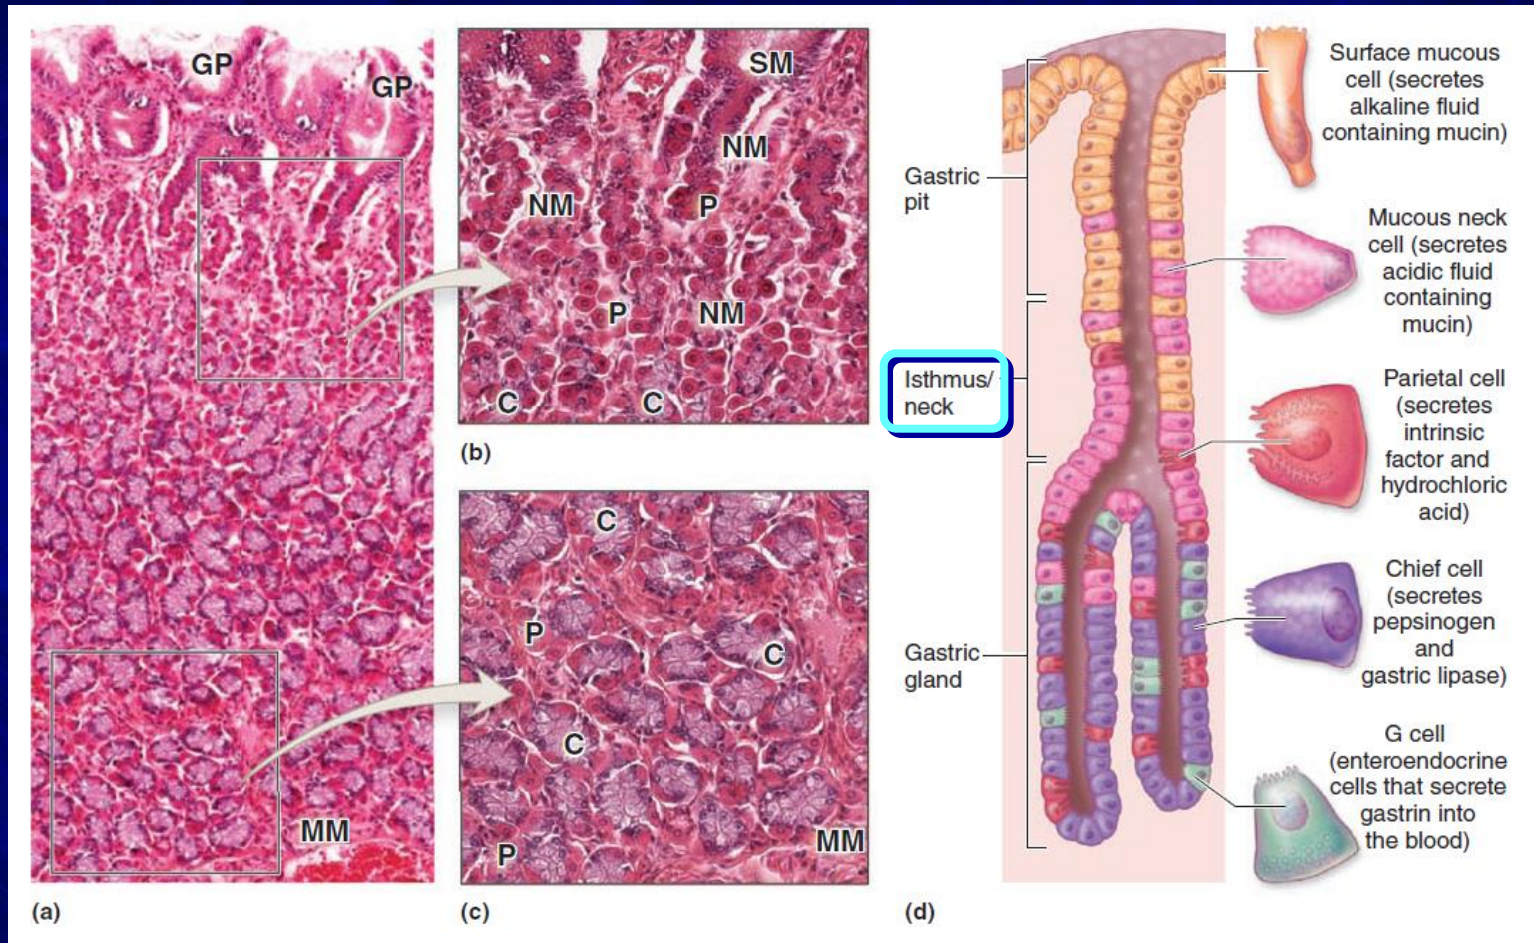 GP
GP
MM
(a)
SM
NM
NM
P
P
NM
C
C
(b)
C
P
C
C
P
MM
(c)
Gastric
pit
Isthmus/
neck
Gastric
gland
Surface mucous
cell (secretes
alkaline fluid
containing mucin)
Mucous neck
cell (secretes
acidic fluid
containing
mucin)
Parietal cell
(secretes
intrinsic
factor and
hydrochloric
acid)
Chief cell
(secretes
pepsinogen
and
gastric lipase)
G cell
(enteroendocrine
cells that secrete
gastrin into
the blood)
(d)